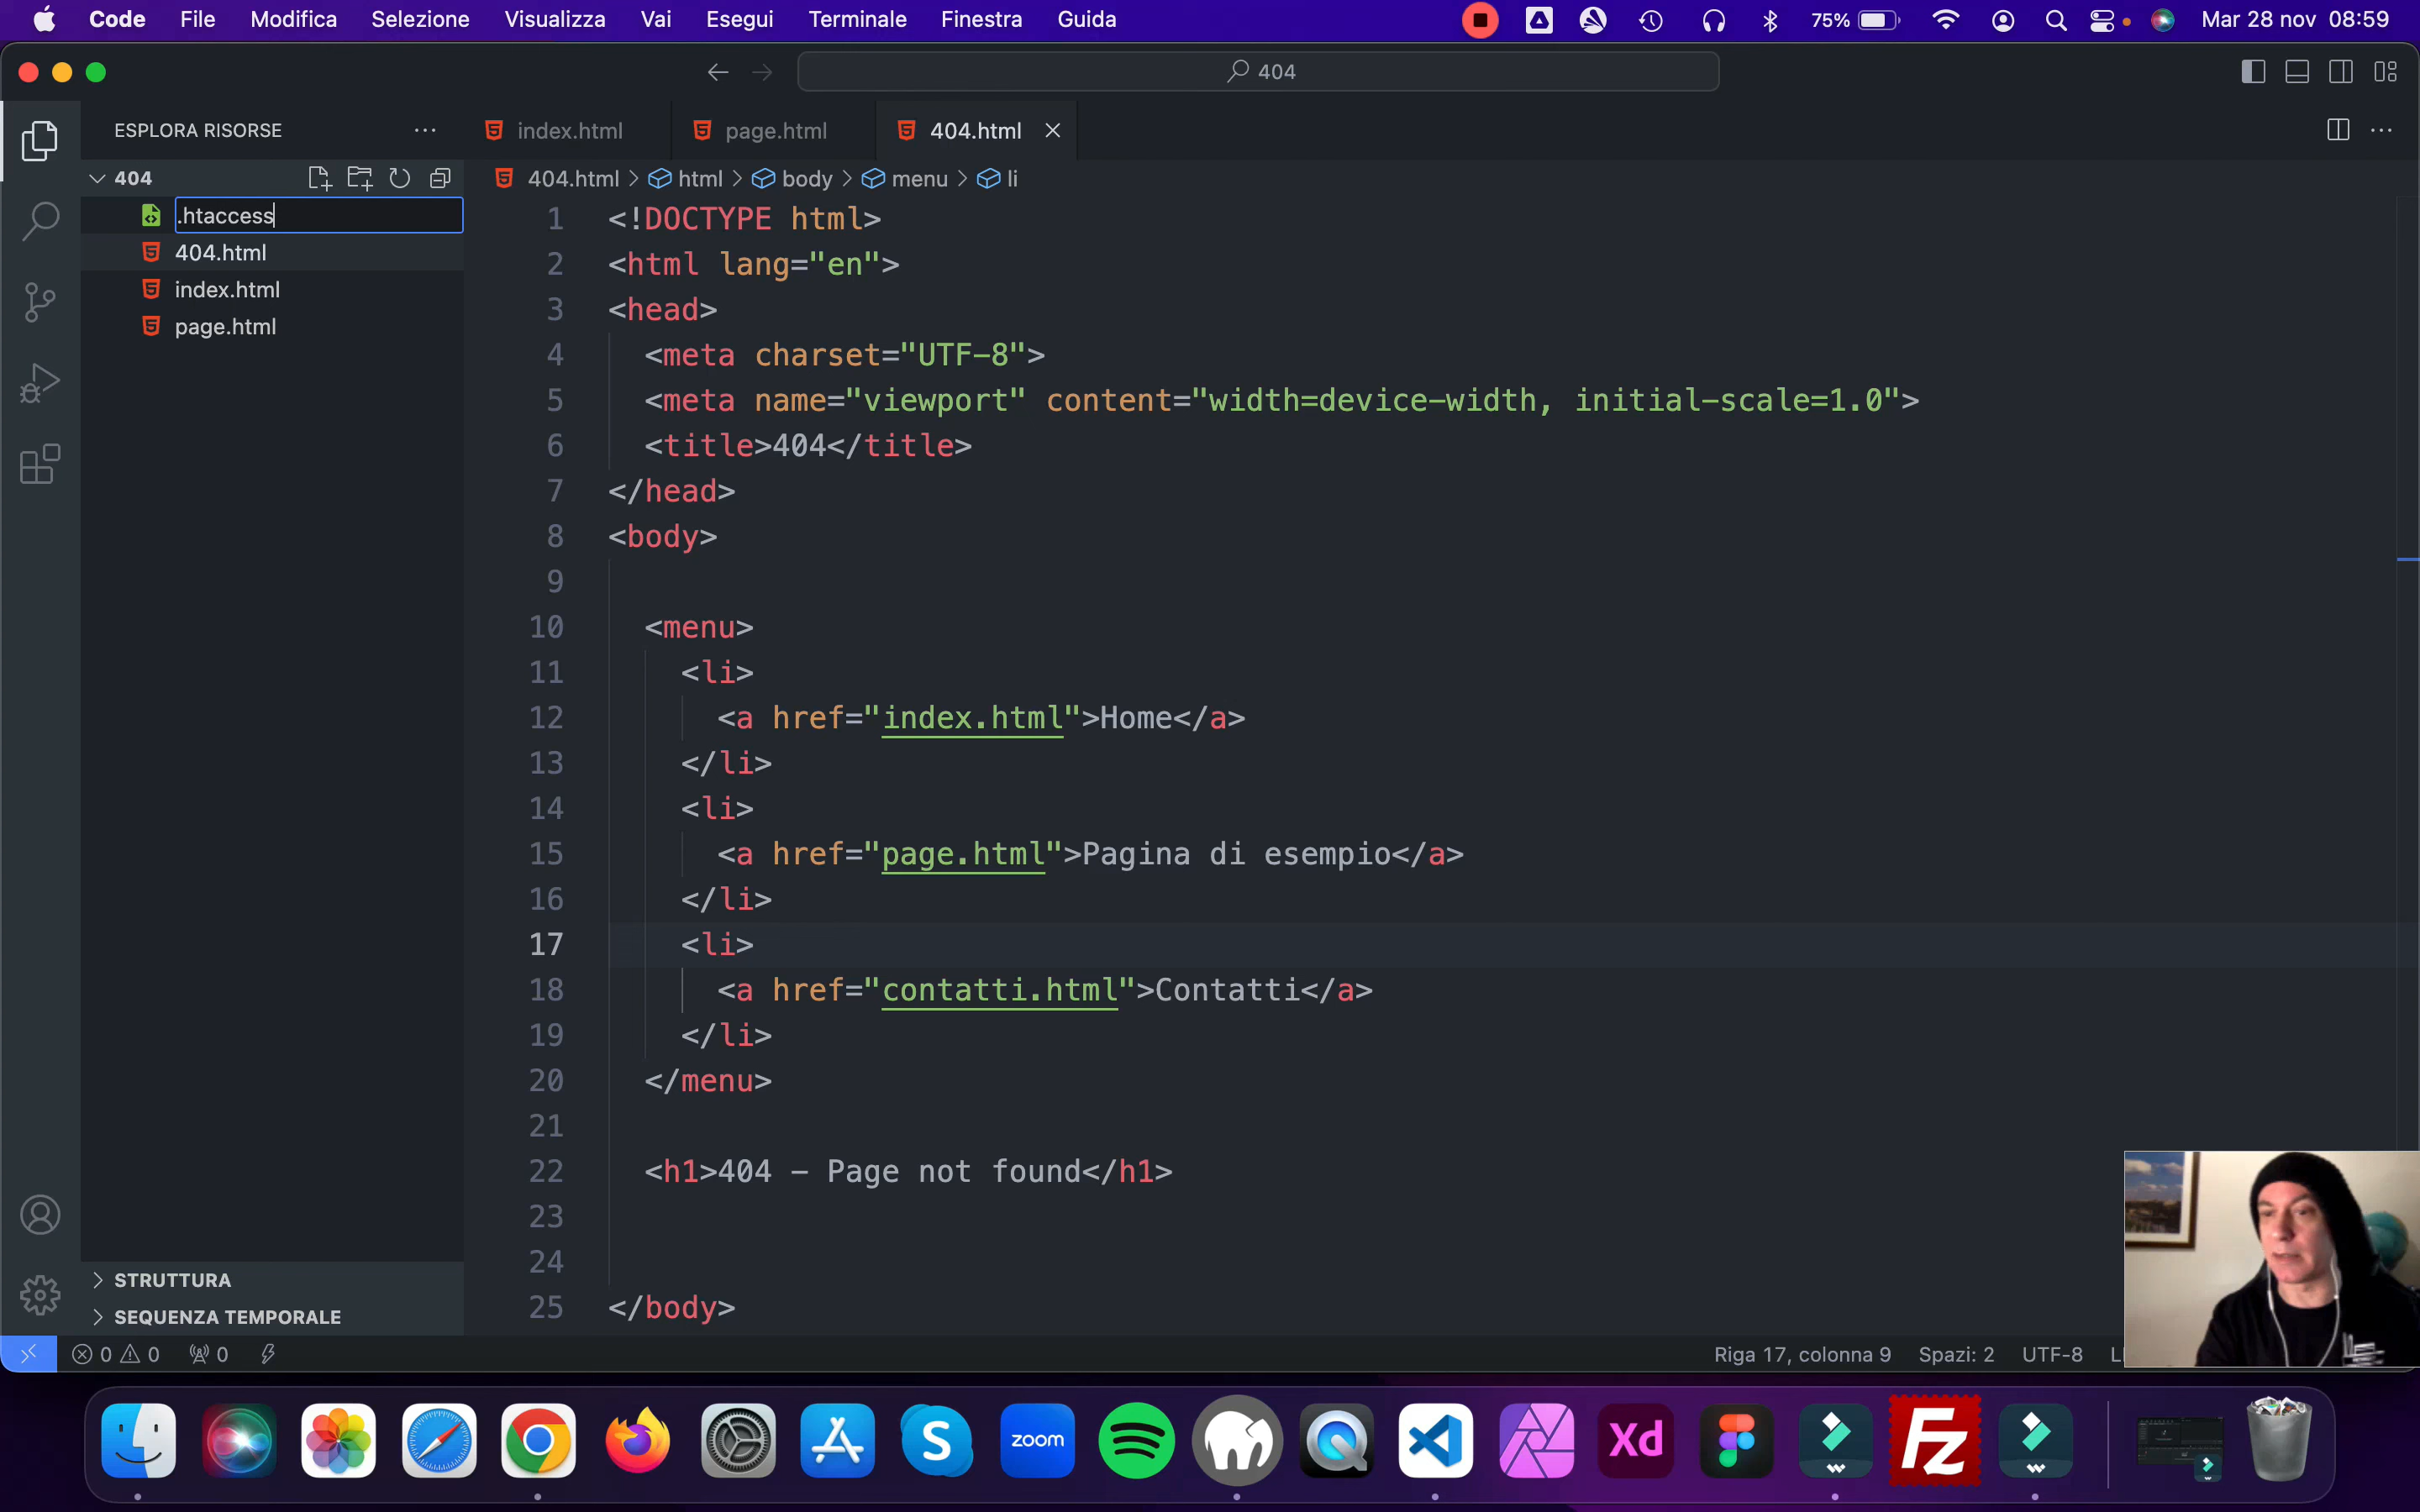 Code File Modifica Selezione Visualizza Vai Esegui Terminale Finestra Guida 75% Mar 28 nov 08:59
404
ESPLORA RISORSE
index.html page.html 404.html
404
404.html > html > body > menu > li
.htaccess
404.html
index.html
page.html
1 <!DOCTYPE html>
2 <html lang="en">
3 <head>
4 <meta charset="UTF-8">
5 <meta name="viewport" content="width=device-width, initial-scale=1.0">
6 <title>404</title>
7 </head>
8 <body>
9
10 <menu>
11 <li>
12 <a href="index.html">Home</a>
13 </li>
14 <li>
15 <a href="page.html">Pagina di esempio</a>
16 </li>
17 <li>
18 <a href="contatti.html">Contatti</a>
19 </li>
20 </menu>
21
22 <h1>404 - Page not found</h1>
23
24
25 </body>
STRUTTURA
SEQUENZA TEMPORALE
0 0 0 Riga 17, colonna 9 Spazi: 2 UTF-8
S zoom Xd Fz